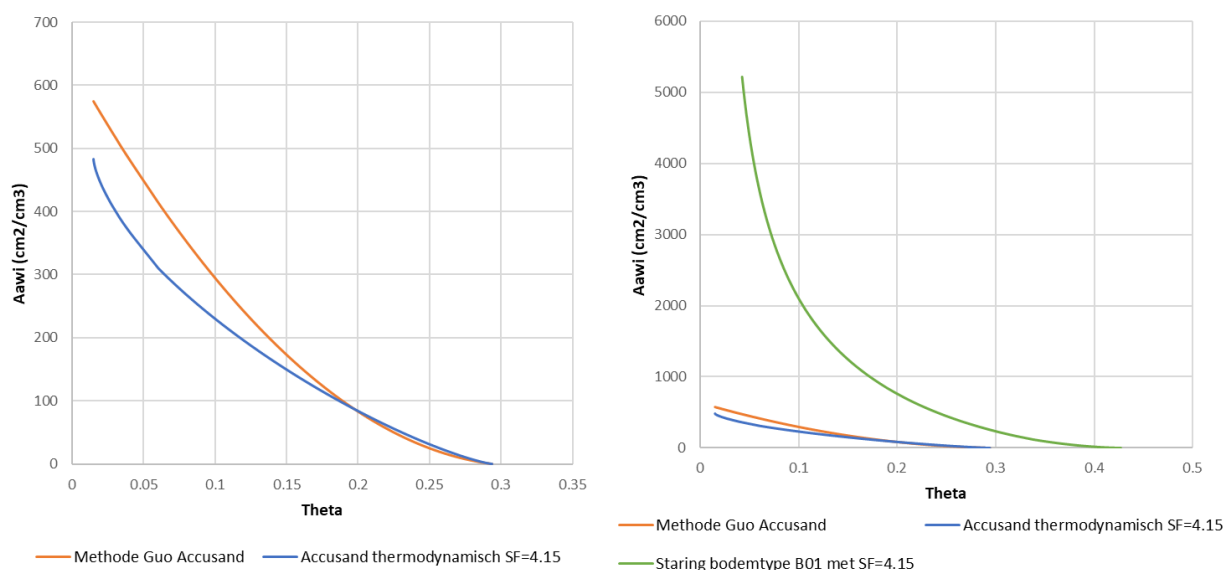 700
600
500
400
300
200
100
0
Aawi (cm2/cm3)
0 0.05 0.1 0.15 0.2 0.25 0.3 0.35
Theta
Methode Guo Accusand Accusand thermodynamisch SF=4.15
6000
5000
4000
3000
2000
1000
0
Aawi (cm2/cm3)
0 0.1 0.2 0.3 0.4 0.5
Theta
Methode Guo Accusand Accusand thermodynamisch SF=4.15
Staring bodemtype B01 met SF=4.15